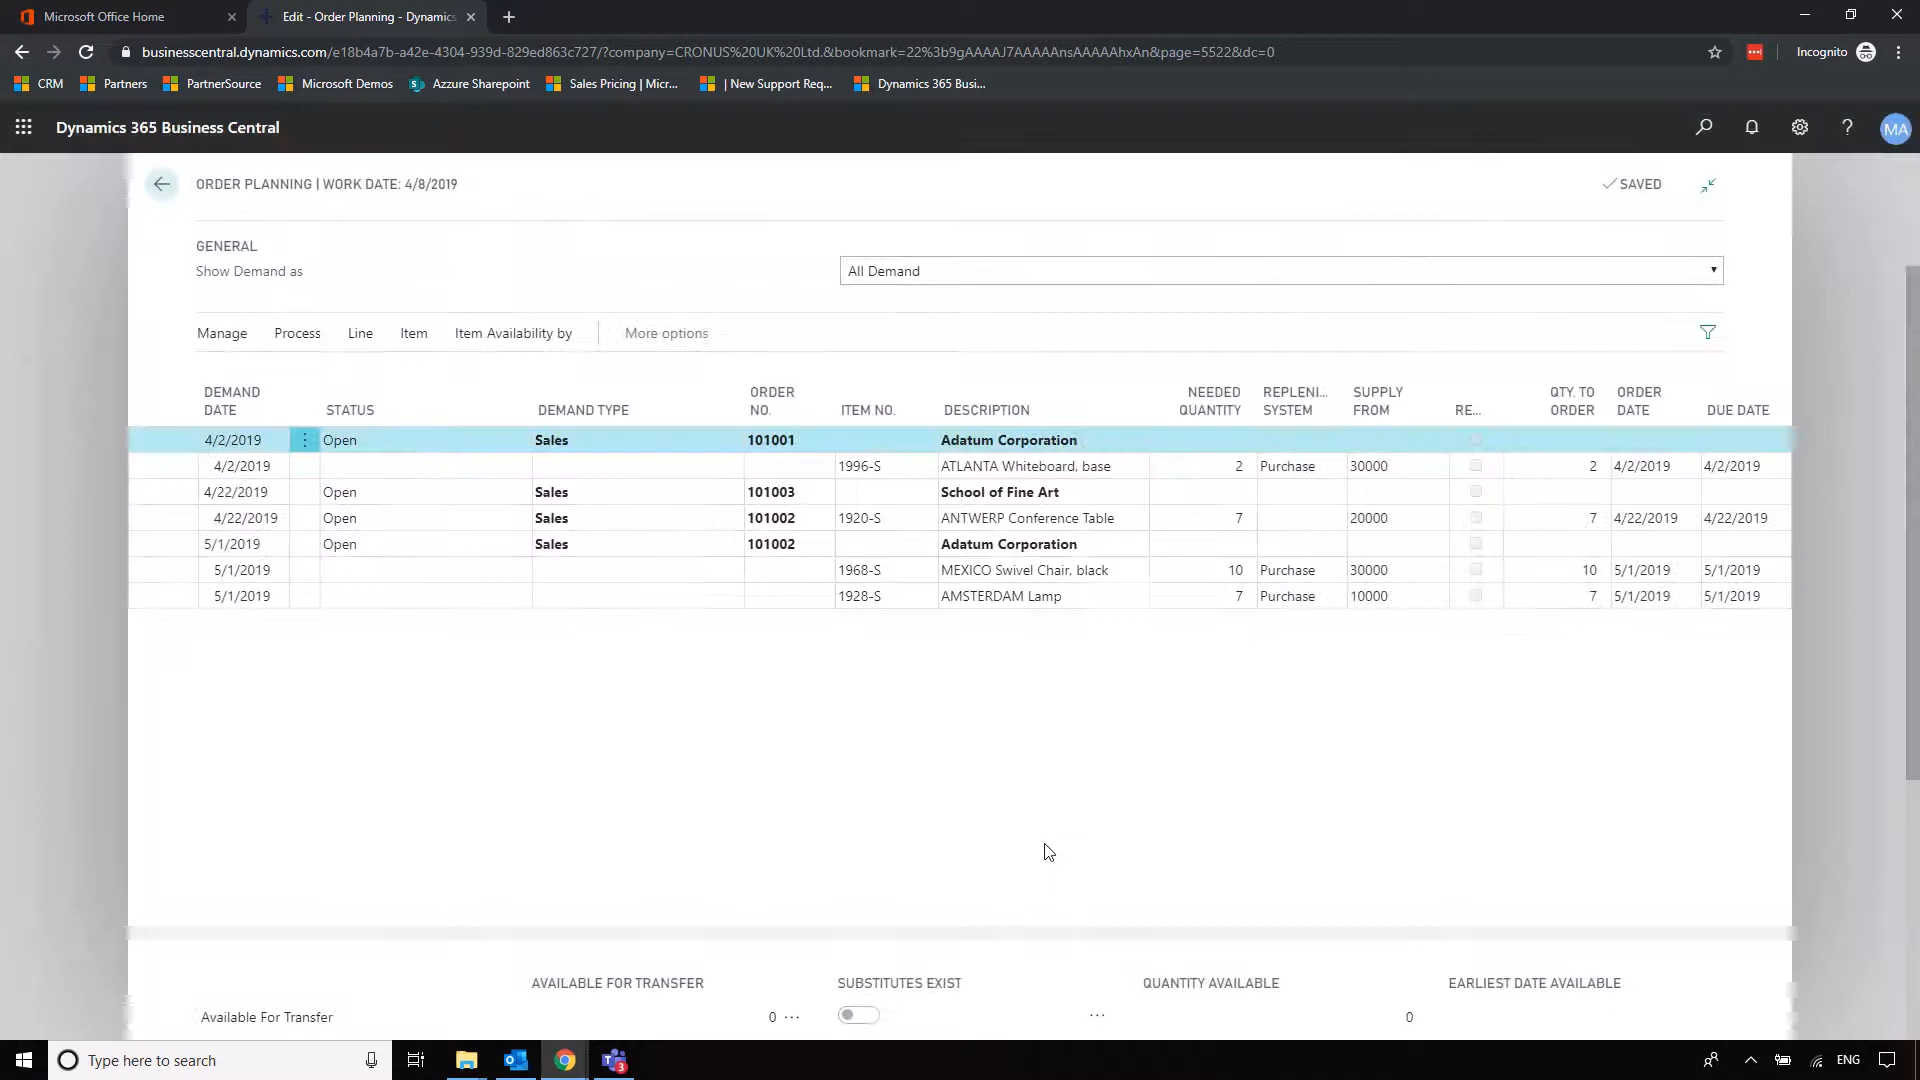 Microsoft Office Home
Edit - Order Planning - Dynamics
businesscentral.dynamics.com/e18b4a7b-a42e-4304-939d-829ed863c727/?company=CRONUS%20UK%20Ltd.&bookmark=22%3b9gAAAAJ7AAAAAnsAAAAAhxAn&page=5522&dc=0
Incognito
CRM
Partners
PartnerSource
Microsoft Demos
Azzure Sharepoint
Sales Pricing | Micr...
| New Support Req...
Dynamics 365 Busi...
Dynamics 365 Business Central
?
MA
ORDER PLANNING | WORK DATE: 4/8/2019
SAVED
GENERAL
Show Demand as
All Demand
Manage Process Line Item Item Availability by More options
DEMAND DATE STATUS DEMAND TYPE ORDER NO. ITEM NO. DESCRIPTION NEEDED QUANTITY REPLENI... SYSTEM SUPPLY FROM RE... QTY. TO ORDER ORDER DATE DUE DATE
4/2/2019 Open Sales 101001 Adatum Corporation
4/2/2019 1996-S ATLANTA Whiteboard, base 2 Purchase 30000 2 4/2/2019 4/2/2019
4/22/2019 Open Sales 101003 School of Fine Art
4/22/2019 Open Sales 101002 1920-S ANTWERP Conference Table 7 20000 7 4/22/2019 4/22/2019
5/1/2019 Open Sales 101002 Adatum Corporation
5/1/2019 1968-S MEXICO Swivel Chair, black 10 Purchase 30000 10 5/1/2019 5/1/2019
5/1/2019 1928-S AMSTERDAM Lamp 7 Purchase 10000 7 5/1/2019 5/1/2019
AVAILABLE FOR TRANSFER SUBSTITUTES EXIST QUANTITY AVAILABLE EARLIEST DATE AVAILABLE
Available For Transfer 0 ... ... 0
Type here to search
3
ENG